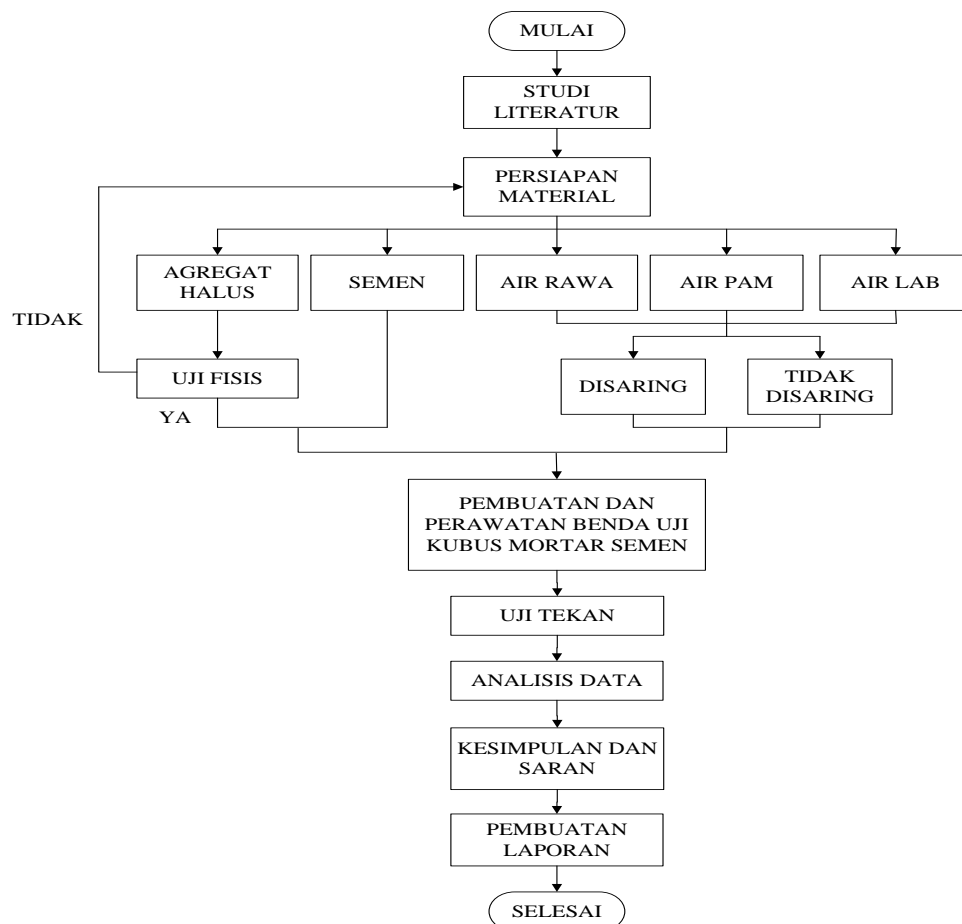 MULAI
STUDI
LITERATUR
PERSIAPAN
MATERIAL
AGREGAT
HALUS
SEMEN
AIR RAWA
AIR PAM
AIR LAB
TIDAK
UJI FISIS
YA
DISARING
TIDAK
DISARING
PEMBUATAN DAN
PERAWATAN BENDA UJI
KUBUS MORTAR SEMEN
UJI TEKAN
ANALISIS DATA
KESIMPULAN DAN
SARAN
PEMBUATAN
LAPORAN
SELESAI